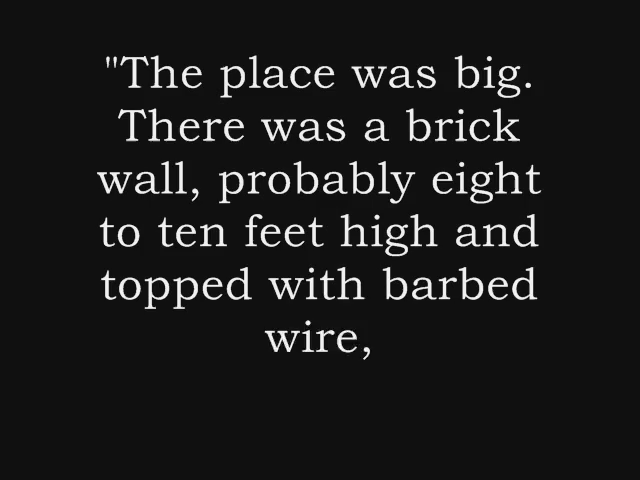 "The place was big.
There was a brick
wall, probably eight
to ten feet high and
topped with barbed
wire,